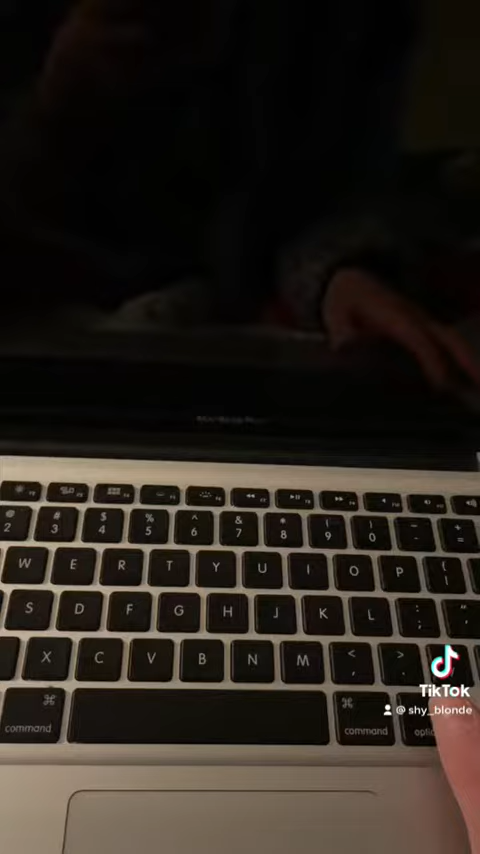 @ # $ % ^ & * ( ) - +
2 3 4 5 6 7 8 9 0 - =
W E R T Y U I O P {
[
S D F G H J K L : "
; '
X C V B N M < >
, .
⌘ ⌘
command command
TikTok
@ shy_blonde